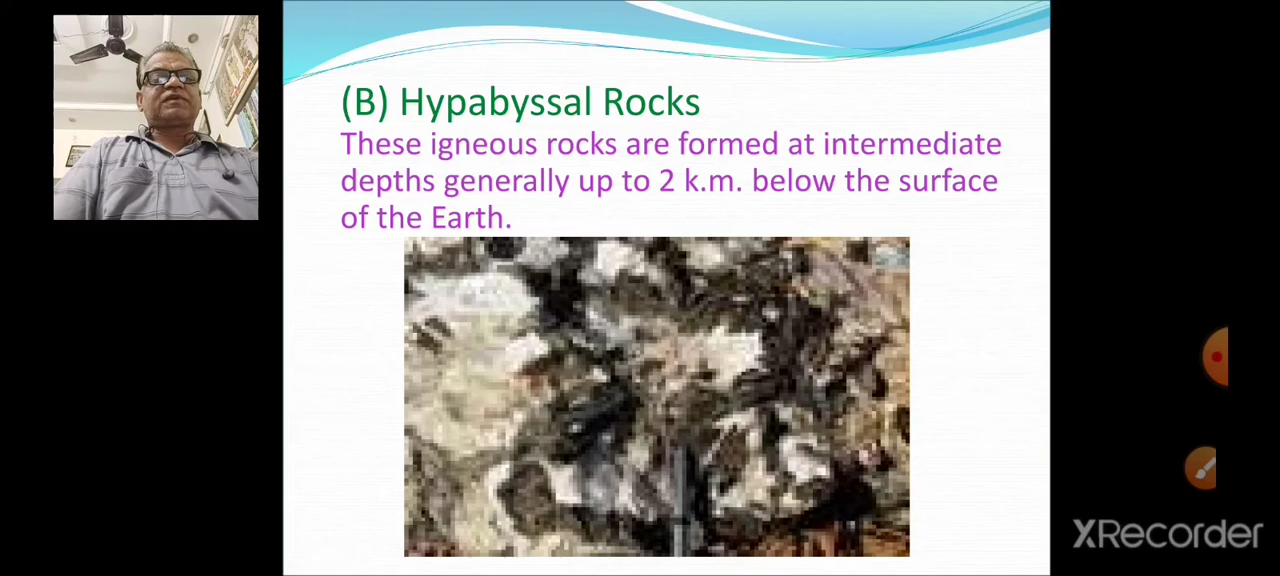 (B) Hypabyssal Rocks
These igneous rocks are formed at intermediate
depths generally up to 2 k.m. below the surface
of the Earth.
XRecorder